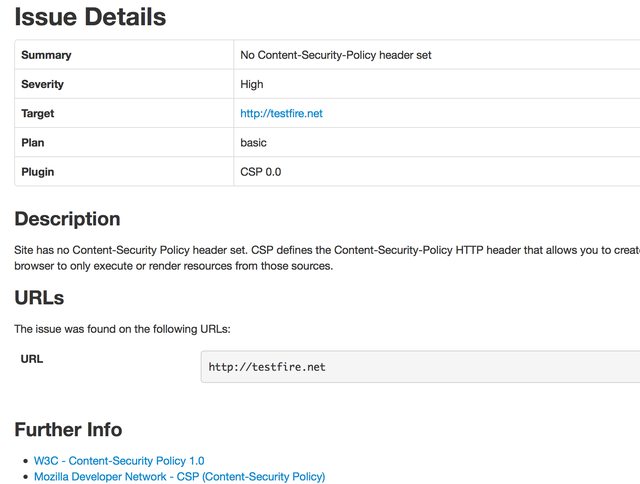 Issue Details
Summary No Content-Security-Policy header set
Severity High
Target http://testfire.net
Plan basic
Plugin CSP 0.0
Description
Site has no Content-Security Policy header set. CSP defines the Content-Security-Policy HTTP header that allows you to create
browser to only execute or render resources from those sources.
URLs
The issue was found on the following URLs:
URL http://testfire.net
Further Info
• W3C - Content-Security Policy 1.0
• Mozilla Developer Network - CSP (Content-Security Policy)